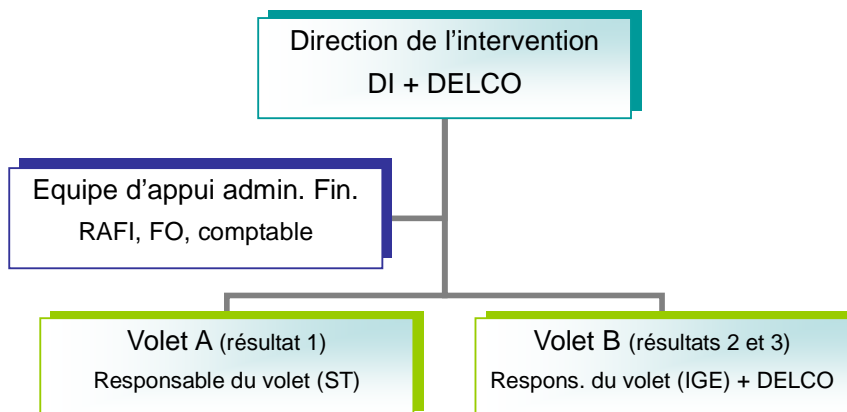 Direction de l’intervention
DI + DELCO
Equipe d’appui admin. Fin.
RAFI, FO, comptable
Volet A (résultat 1)
Responsable du volet (ST)
Volet B (résultats 2 et 3)
Respons. du volet (IGE) + DELCO